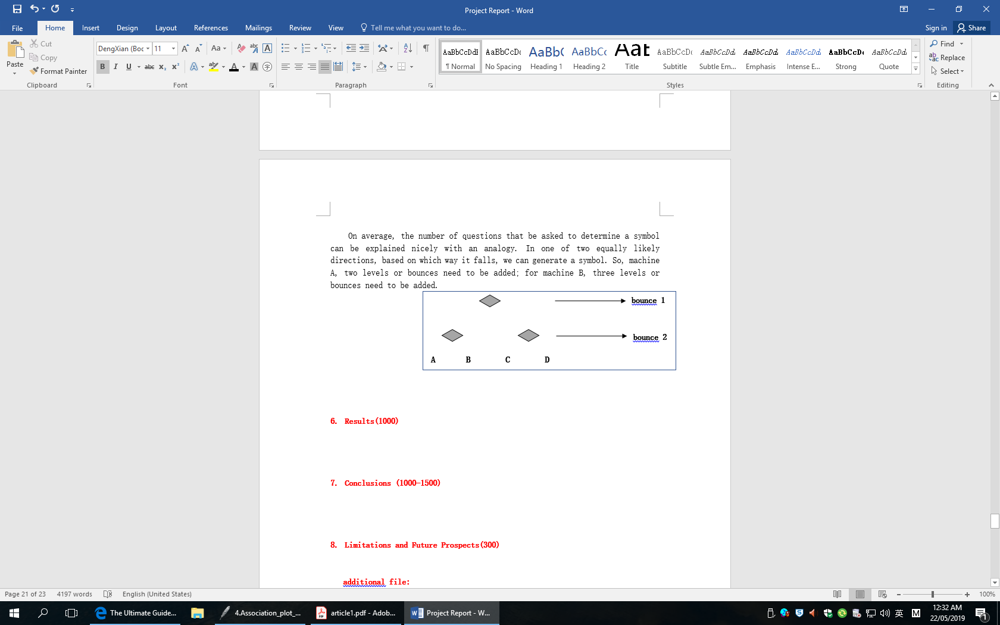 Project Report - Word
File Home Insert Design Layout References Mailings Review View Tell me what you want to do... Sign in Share
Paste
Cut
Copy
Format Painter
Clipboard
DengXian (Boc 11
Font
Paragraph
AaBbCcDdE AaBbCcDc AaBb( AaBbCc AaBbCcDc AaBbCcDd AaBbCcDd AaBbCcDd AaBbCcDc AaBbCcDd
¶ Normal No Spacing Heading 1 Heading 2 Title Subtitle Subtle Em... Emphasis Intense E... Strong Quote
Styles
Find
Replace
Select
Editing
On average, the number of questions that be asked to determine a symbol
can be explained nicely with an analogy. In one of two equally likely
directions, based on which way it falls, we can generate a symbol. So, machine
A, two levels or bounces need to be added; for machine B, three levels or
bounces need to be added.
bounce 1
bounce 2
A B C D
6. Results(1000)
7. Conclusions (1000-1500)
8. Limitations and Future Prospects(300)
additional file:
Page 21 of 23 4197 words English (United States) 100%
The Ultimate Guide... 4.Association_plot_... article1.pdf - Adob... Project Report - W... 英 M
12:32 AM
22/05/2019